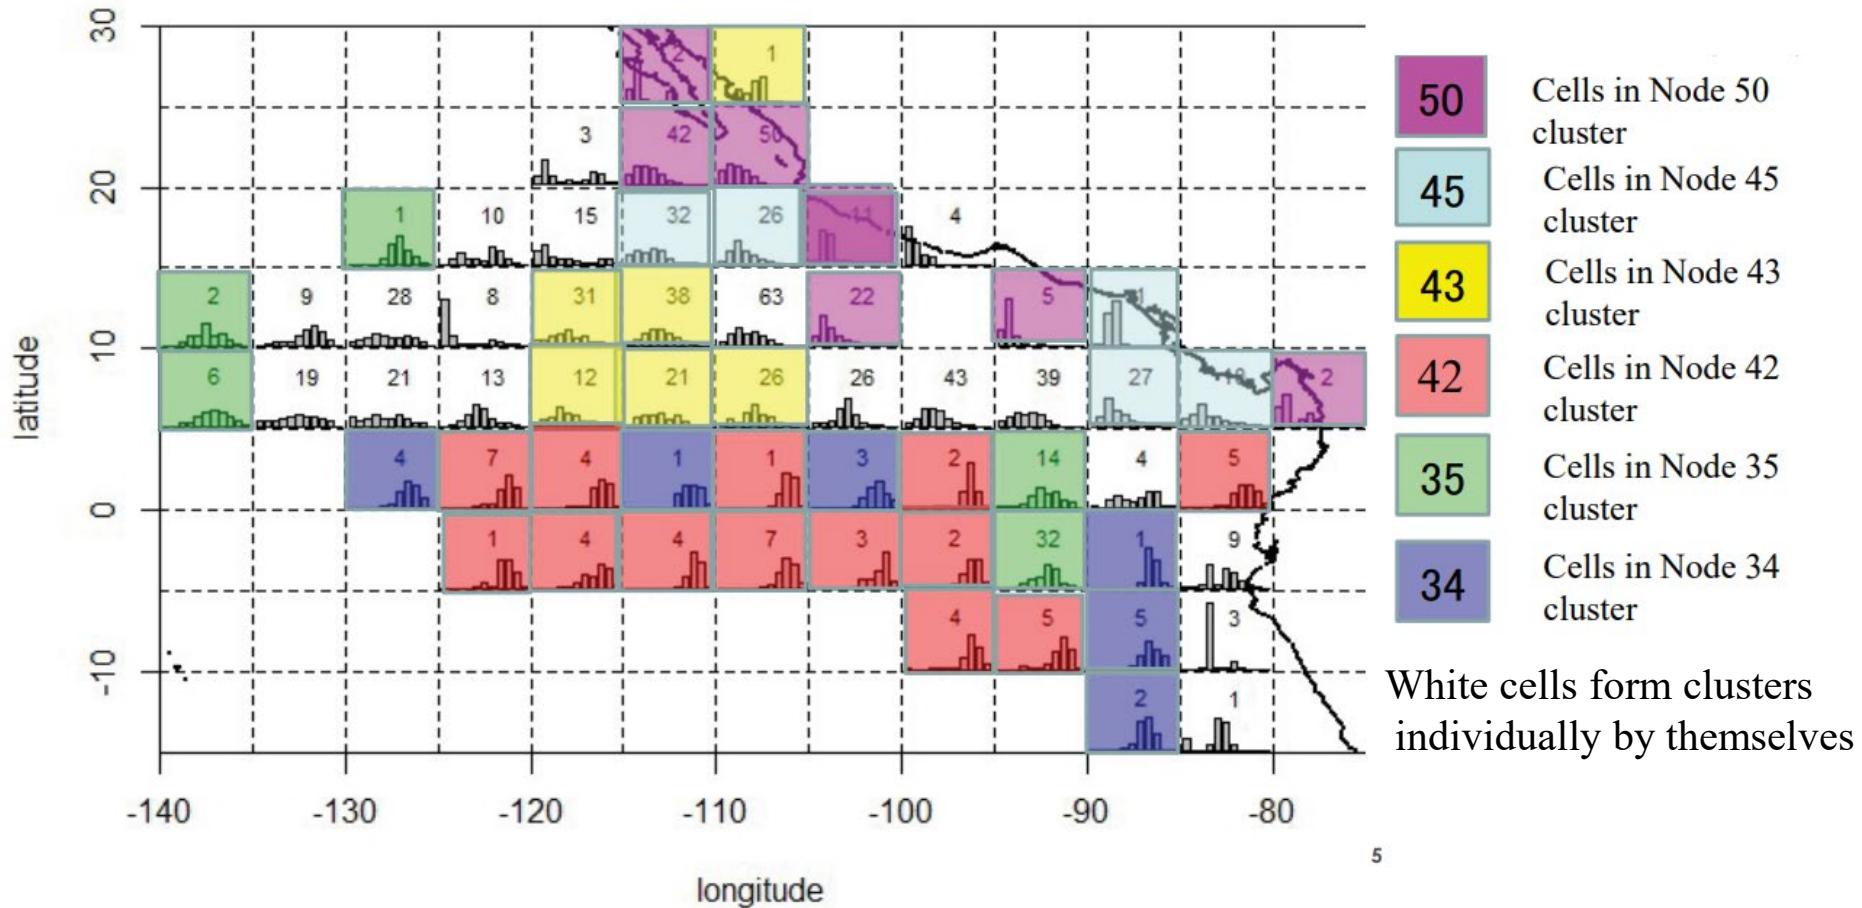 30
2 1
3 42 50
20
1 10 15 32 26 11 4
2 9 28 8 31 38 63 22 5
10
6 19 21 13 12 21 26 26 43 39 27 2
4 7 4 1 1 3 2 14 4 5
0
1 4 4 7 3 2 32 1 9
4 5 5 3
-10
2 1
latitude
-140 -130 -120 -110 -100 -90 -80
longitude
5
50 Cells in Node 50
cluster
45 Cells in Node 45
cluster
43 Cells in Node 43
cluster
42 Cells in Node 42
cluster
35 Cells in Node 35
cluster
34 Cells in Node 34
cluster
White cells form clusters
individually by themselves